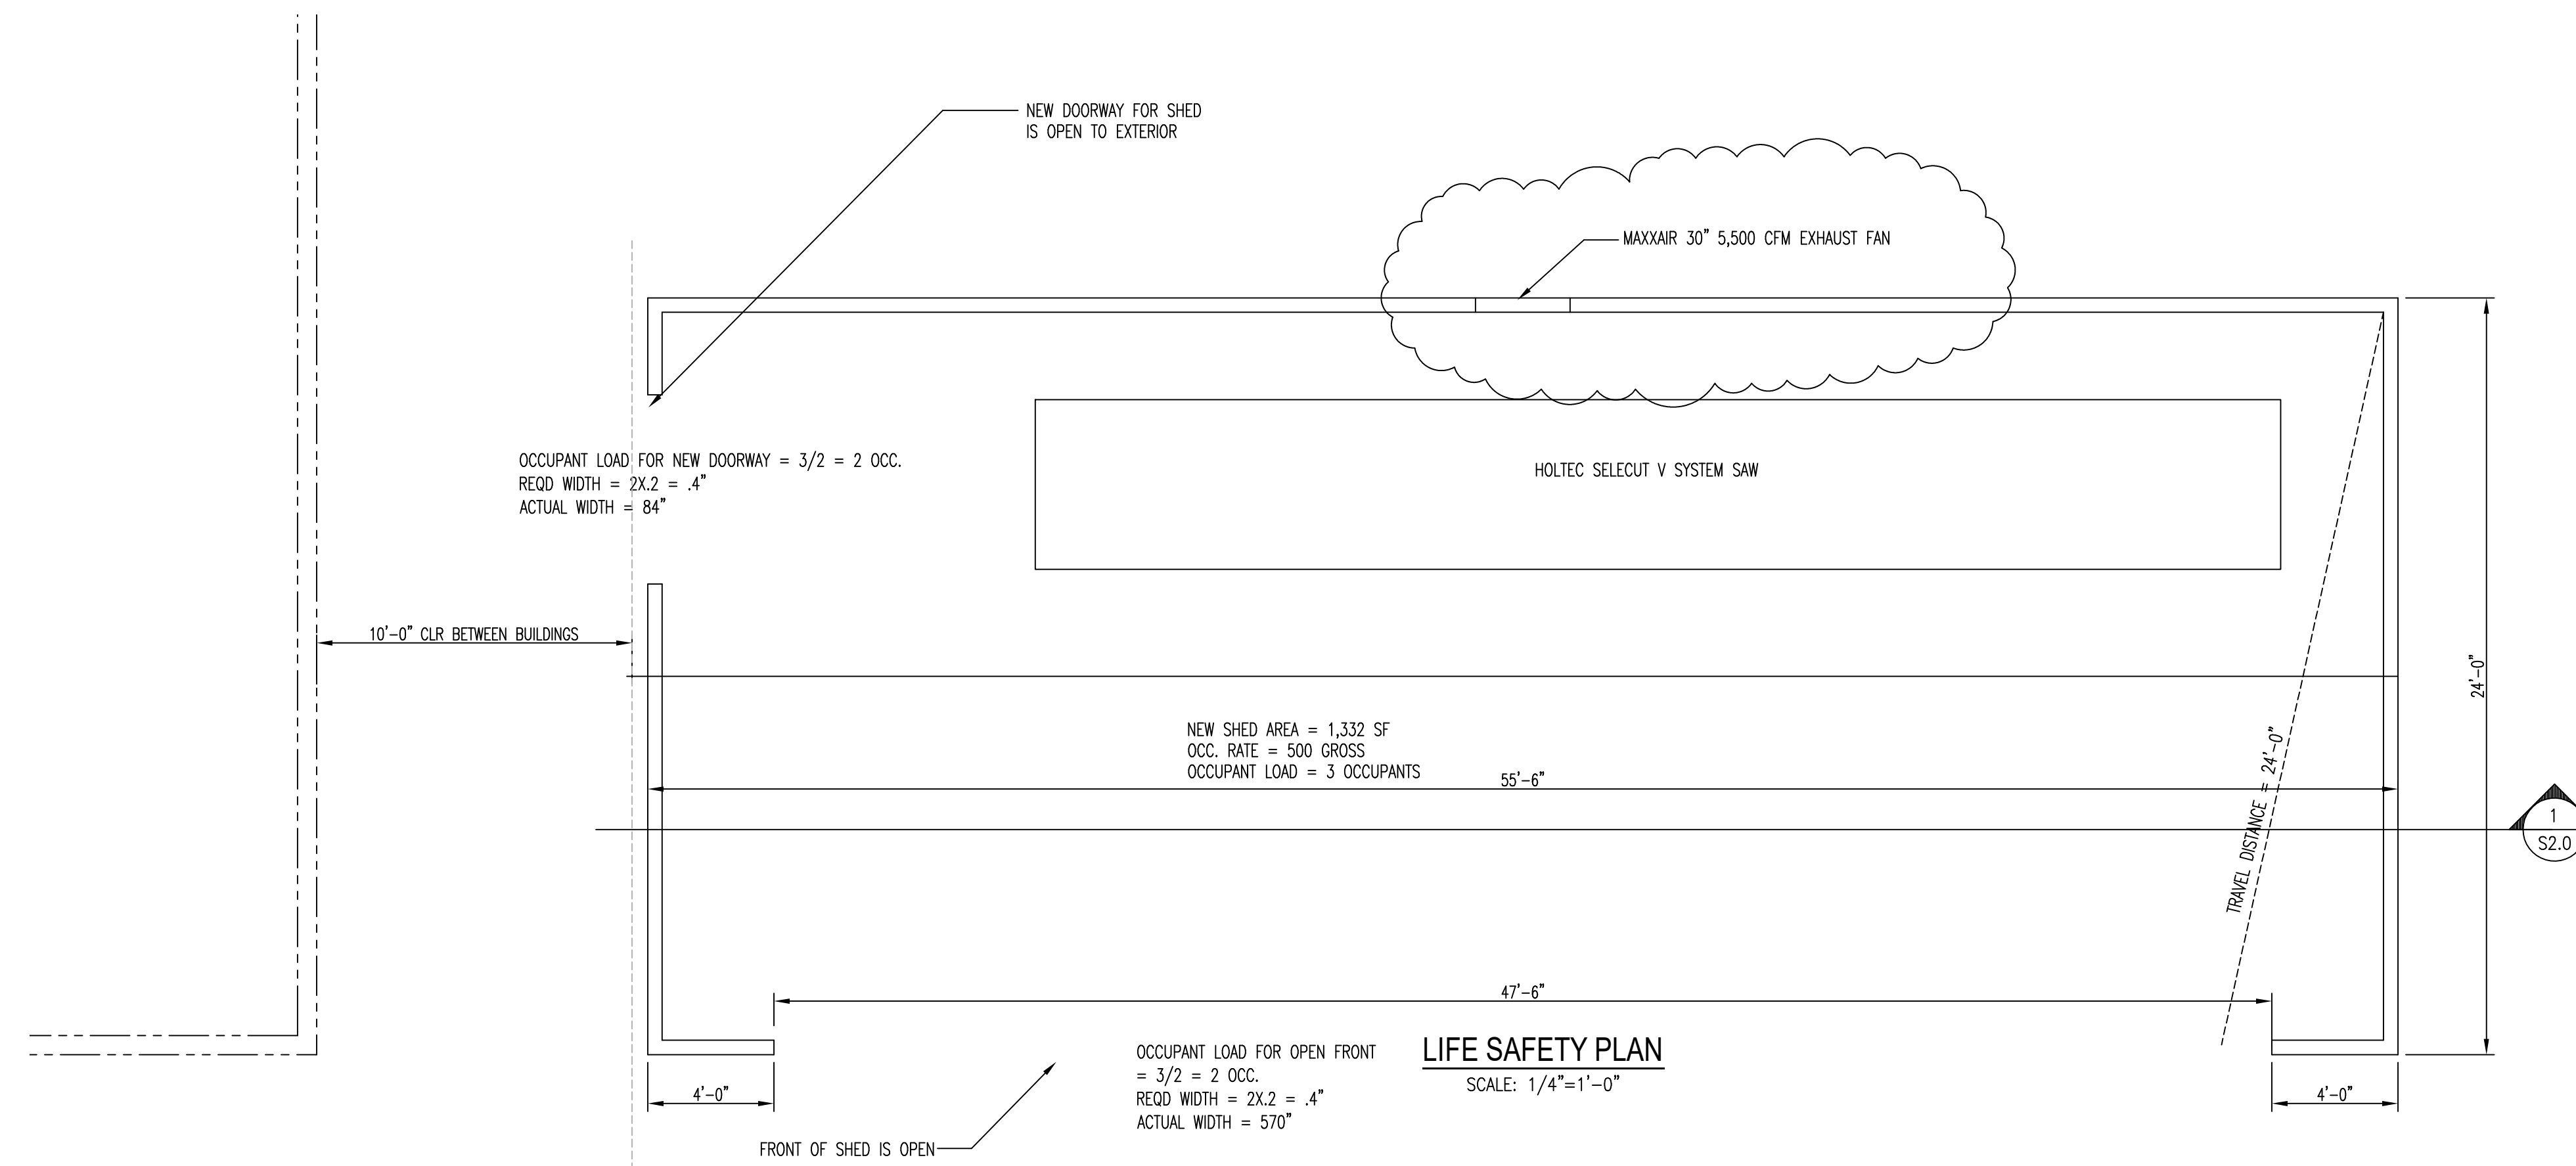 NEW DOORWAY FOR SHED
IS OPEN TO EXTERIOR
MAXXAIR 30" 5,500 CFM EXHAUST FAN
OCCUPANT LOAD FOR NEW DOORWAY = 3/2 = 2 OCC.
REQD WIDTH = 2X.2 = .4"
ACTUAL WIDTH = 84"
HOLTEC SELECUT V SYSTEM SAW
10'-0" CLR BETWEEN BUILDINGS
24'-0"
NEW SHED AREA = 1,332 SF
OCC. RATE = 500 GROSS
OCCUPANT LOAD = 3 OCCUPANTS
55'-6"
TRAVEL DISTANCE = 24'-0"
1
S2.0
47'-6"
OCCUPANT LOAD FOR OPEN FRONT
= 3/2 = 2 OCC.
REQD WIDTH = 2X.2 = .4"
ACTUAL WIDTH = 570"
LIFE SAFETY PLAN
SCALE: 1/4"=1'-0"
4'-0"
4'-0"
FRONT OF SHED IS OPEN